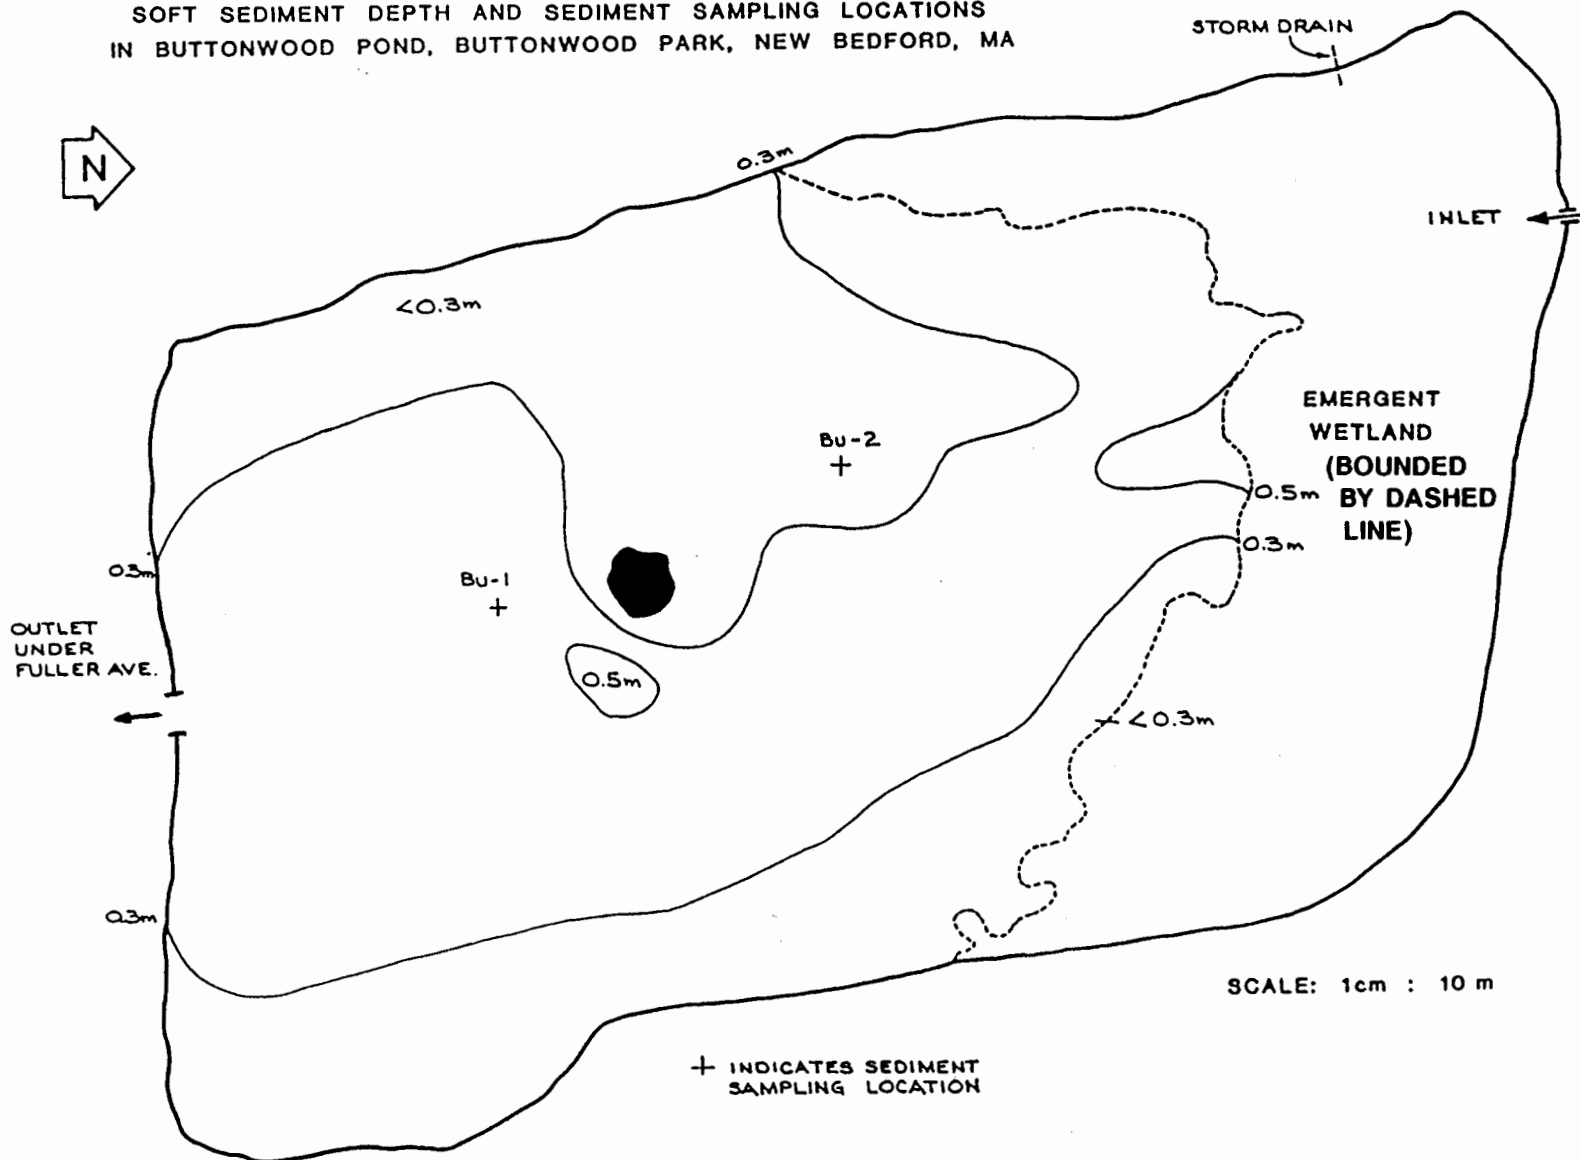 SOFT SEDIMENT DEPTH AND SEDIMENT SAMPLING LOCATIONS
IN BUTTONWOOD POND, BUTTONWOOD PARK, NEW BEDFORD, MA
STORM DRAIN
N
0.3m
INLET
<0.3m
EMERGENT
WETLAND
(BOUNDED
BY DASHED
LINE)
Bu-2
0.5m
0.3m
0.3m
Bu-1
OUTLET
UNDER
FULLER AVE.
0.5m
<0.3m
0.3m
SCALE: 1cm : 10 m
+ INDICATES SEDIMENT
SAMPLING LOCATION